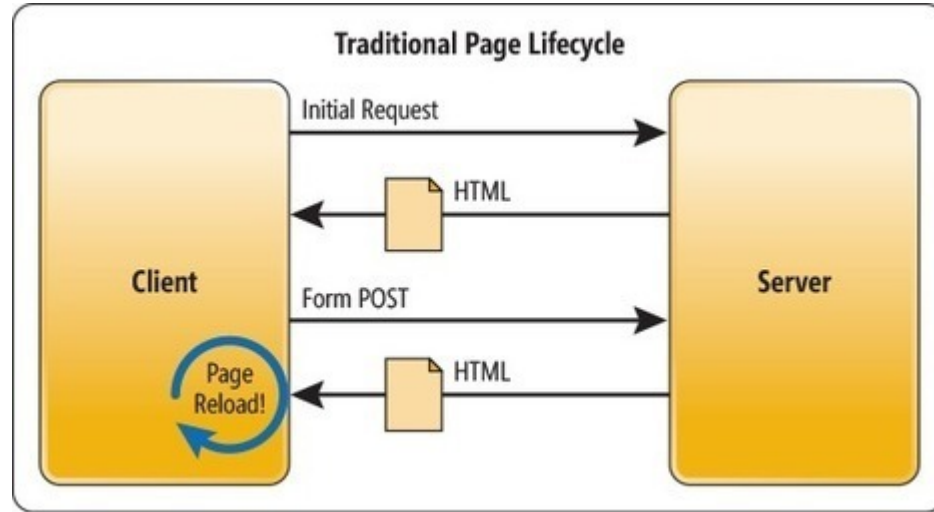 Traditional Page Lifecycle
Initial Request
HTML
Client
Server
Form POST
HTML
Page
Reload!